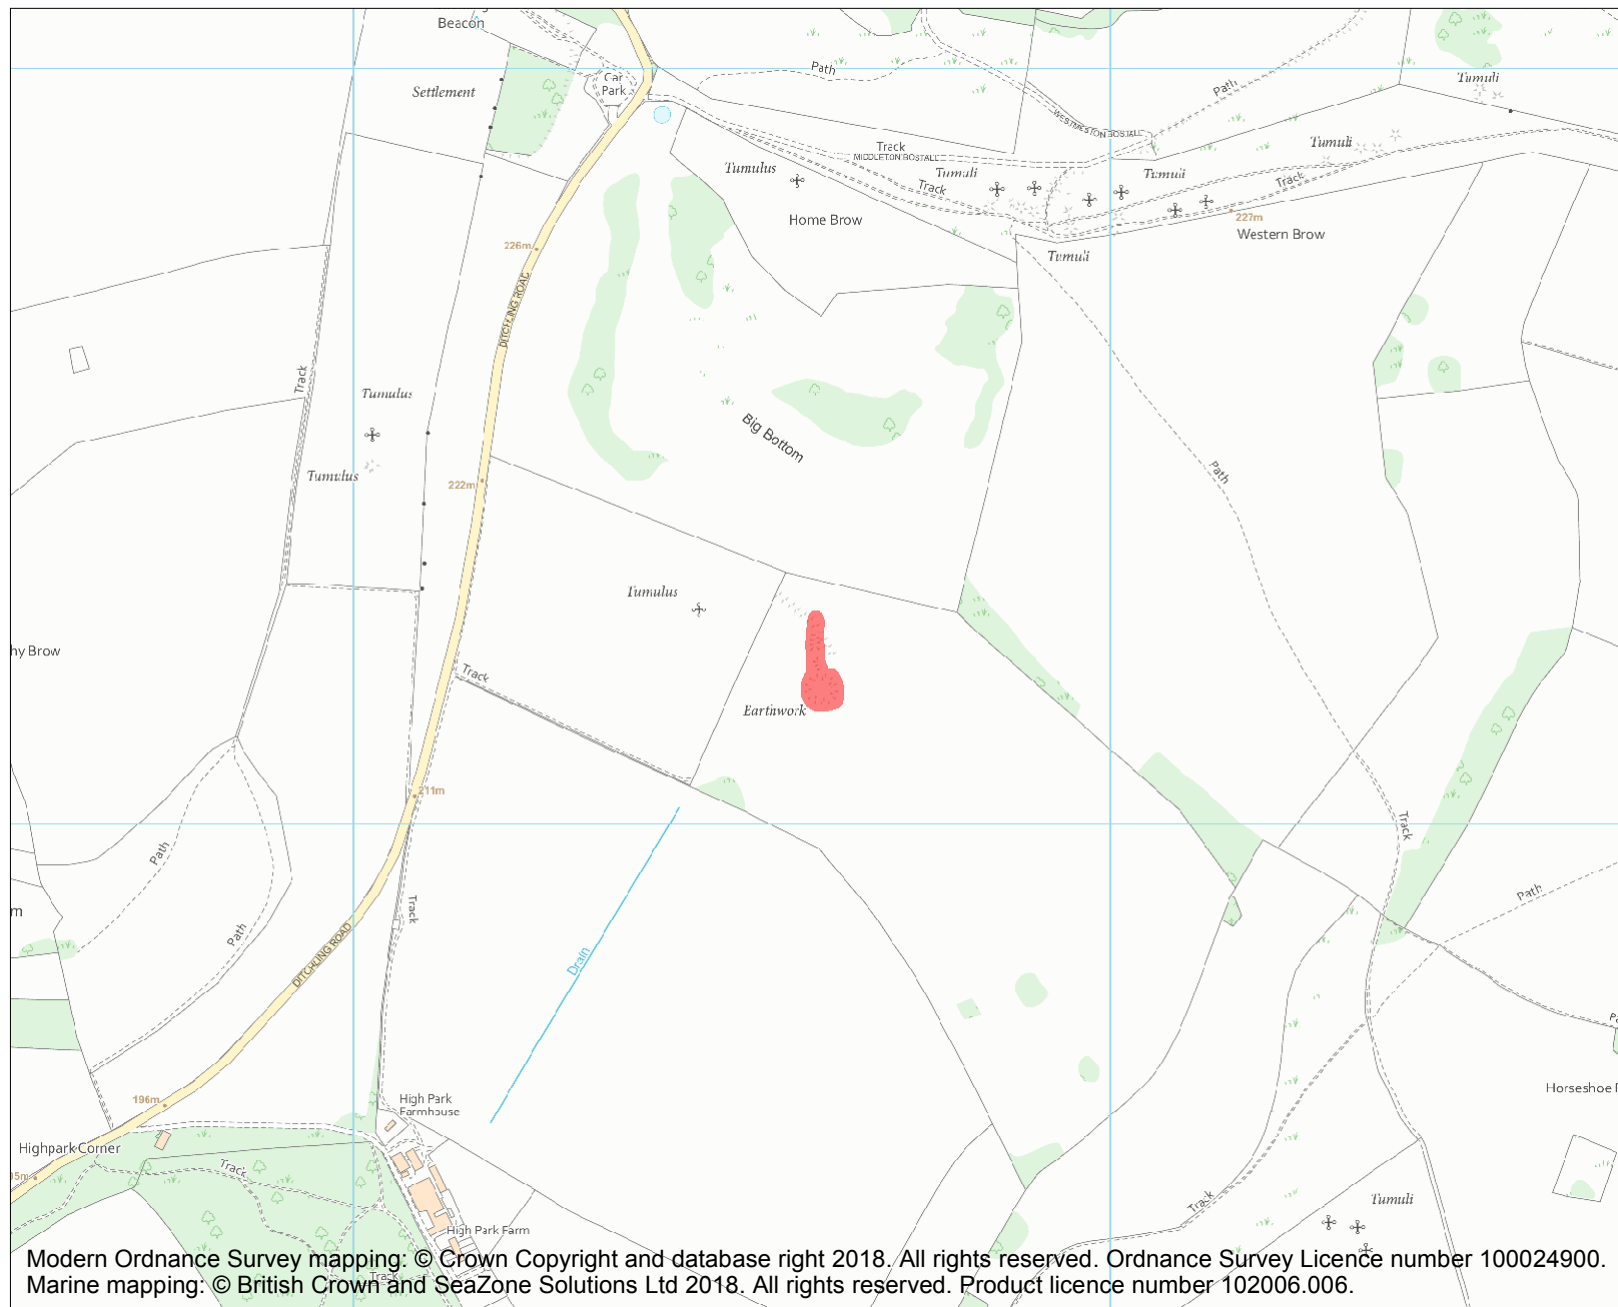 Beacon
Settlement
Car
Park
Path
Path
WESTMESTON BOSTALL
Tumuli
Track
MIDDLETON BOSTALL
Tumulus
Tumuli
Track
Tumuli
Tumuli
Track
Home Brow
227m
Western Brow
Tumuli
226m
DITCHLING ROAD
Track
Tumulus
Tumulus
222m
Big Bottom
Path
Tumulus
hy Brow
Track
Earthwork
211m
Track
Path
Path
m
Track
Path
DITCHLING ROAD
Drain
196m
High Park
Farmhouse
Highpark Corner
Track
High Park Farm
Track
Horseshoe
Track
Tumuli
Modern Ordnance Survey mapping: © Crown Copyright and database right 2018. All rights reserved. Ordnance Survey Licence number 100024900.
Marine mapping: © British Crown and SeaZone Solutions Ltd 2018. All rights reserved. Product licence number 102006.006.